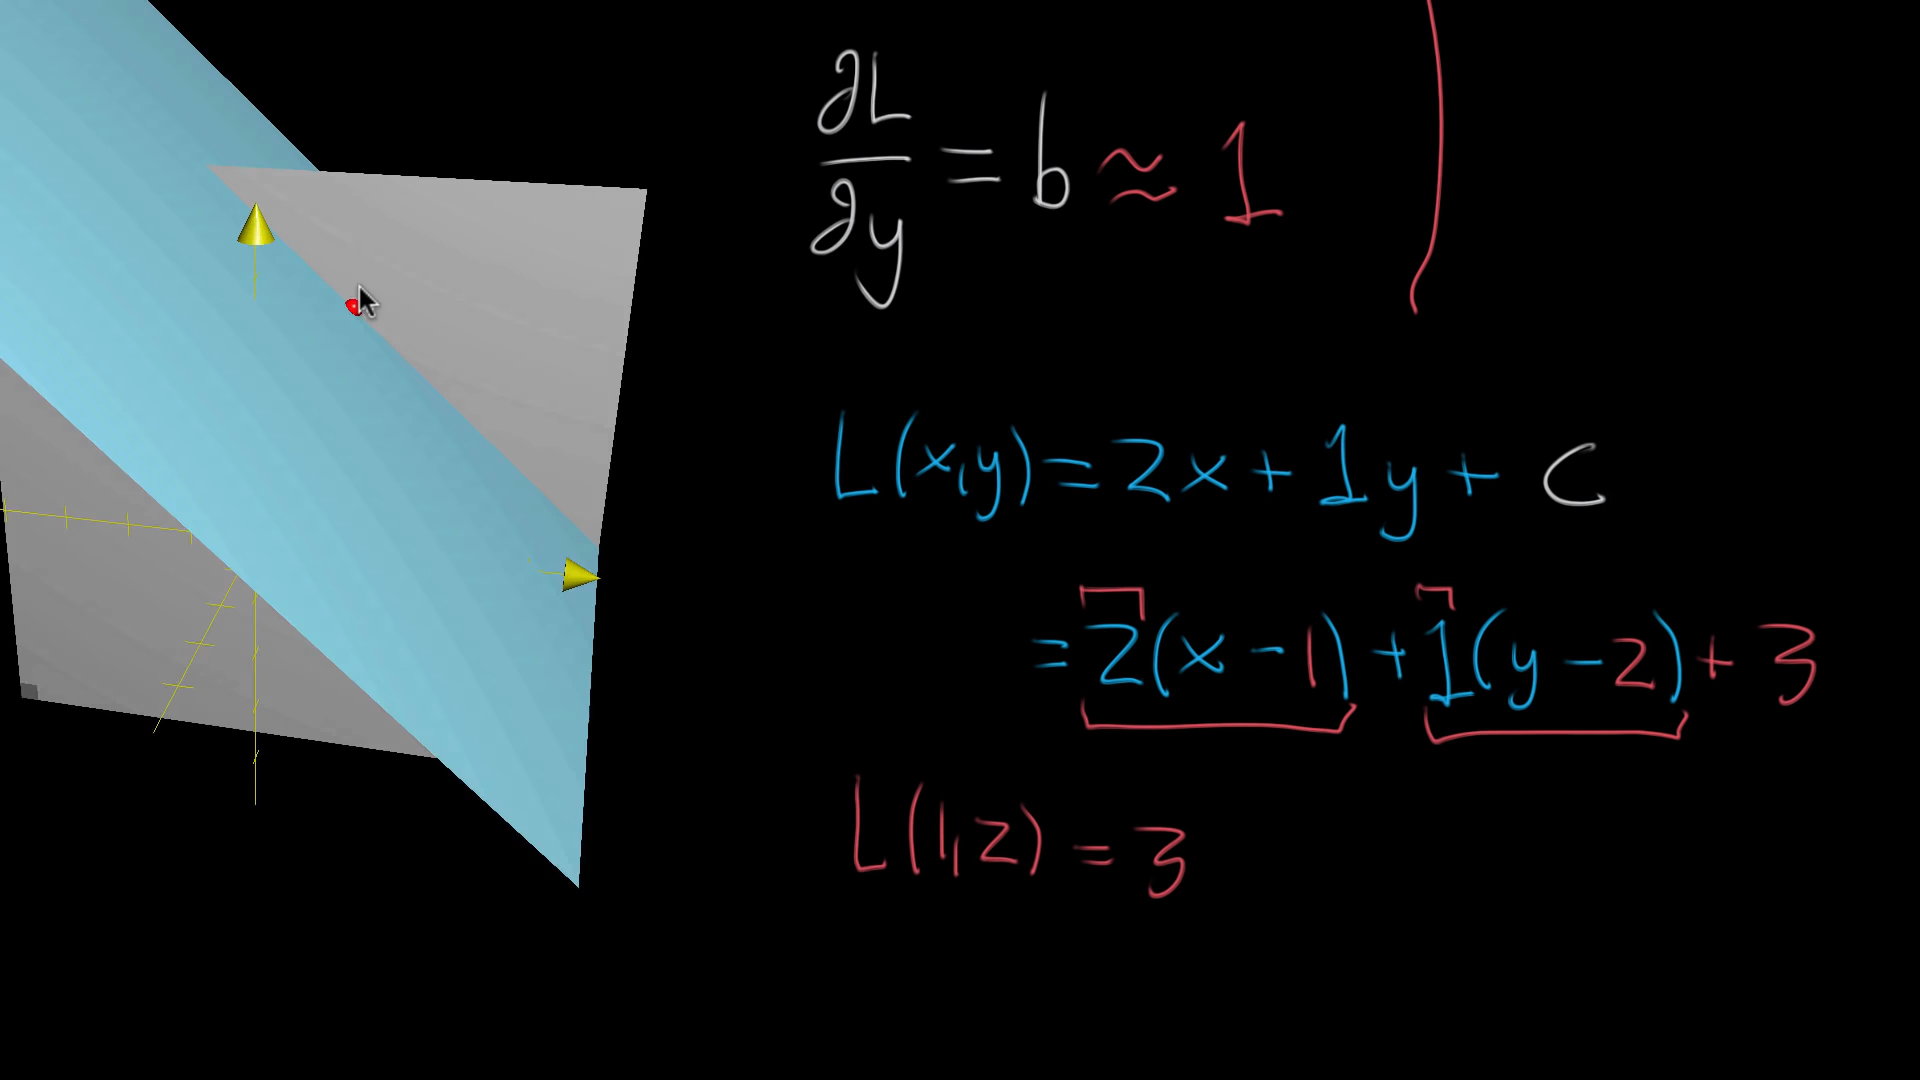 ∂L/∂y = b ≈ 1
L(x,y) = 2x + 1y + C
= 2(x - 1) + 1(y - 2) + 3
L(1,2) = 3